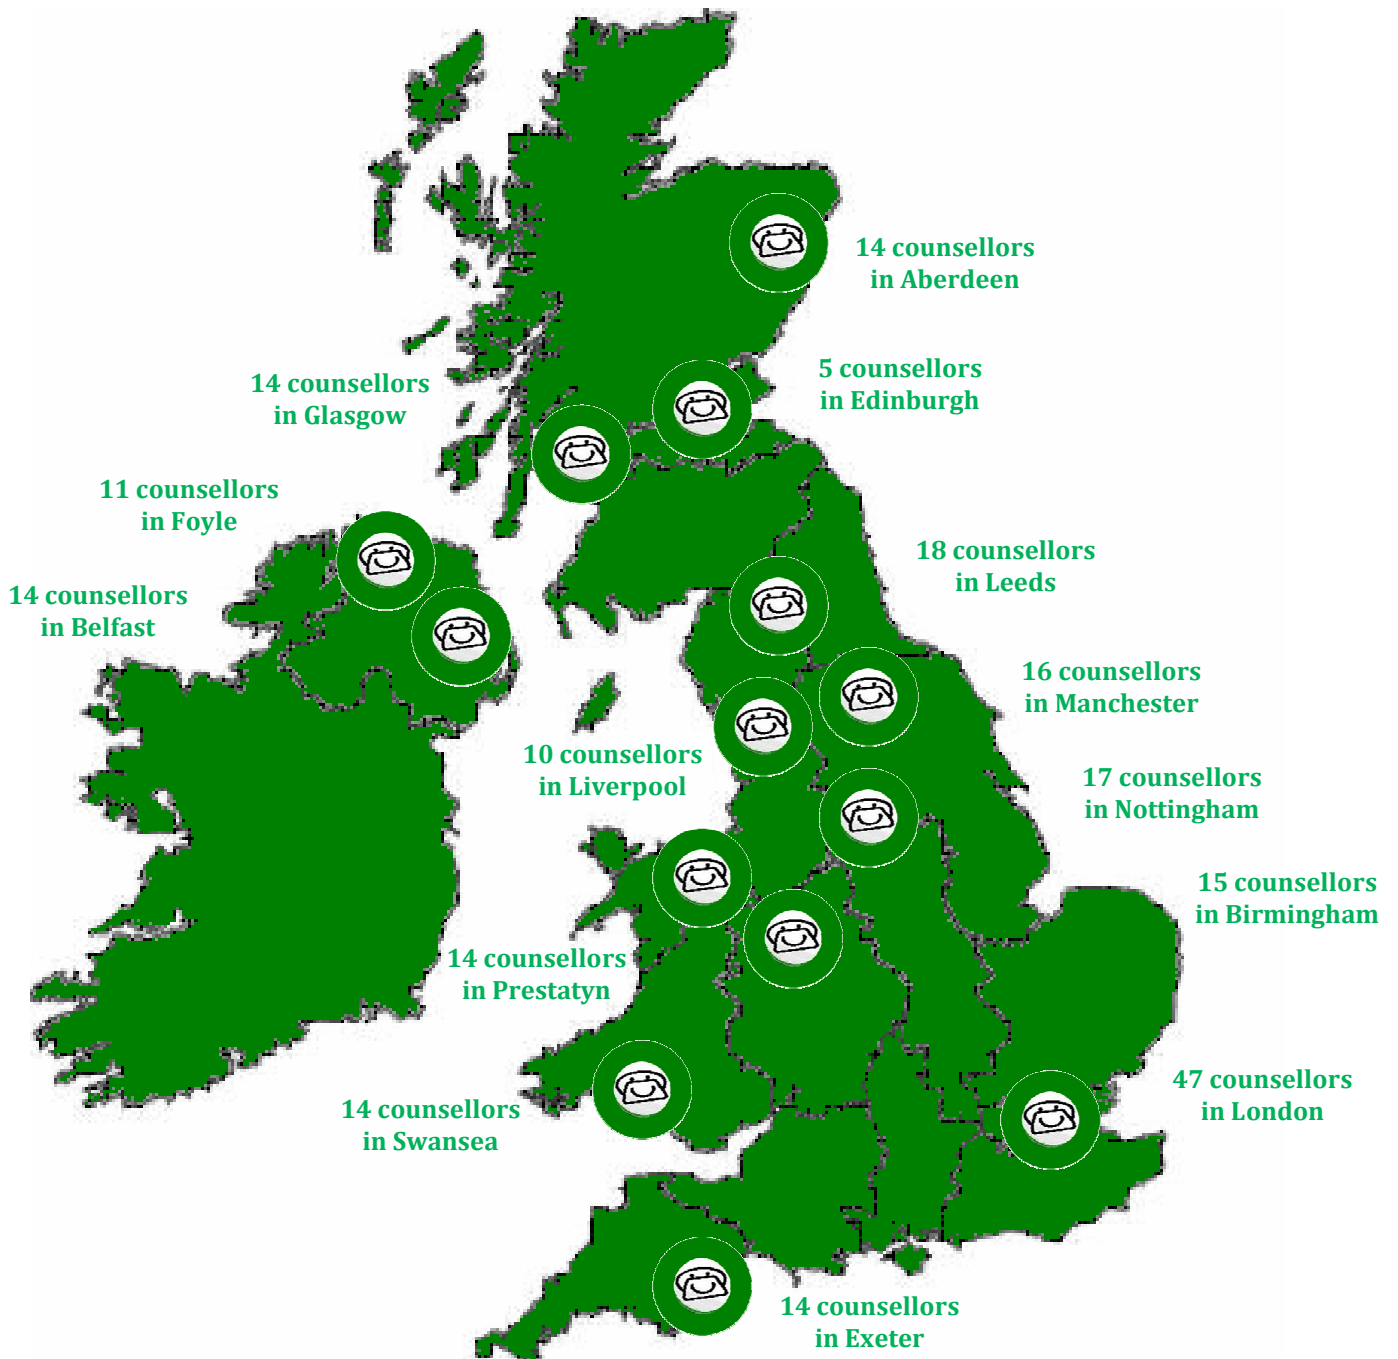 14 counsellors
in Aberdeen
5 counsellors
in Edinburgh
14 counsellors
in Glasgow
11 counsellors
in Foyle
18 counsellors
in Leeds
14 counsellors
in Belfast
16 counsellors
in Manchester
10 counsellors
in Liverpool
17 counsellors
in Nottingham
15 counsellors
in Birmingham
14 counsellors
in Prestatyn
47 counsellors
in London
14 counsellors
in Swansea
14 counsellors
in Exeter